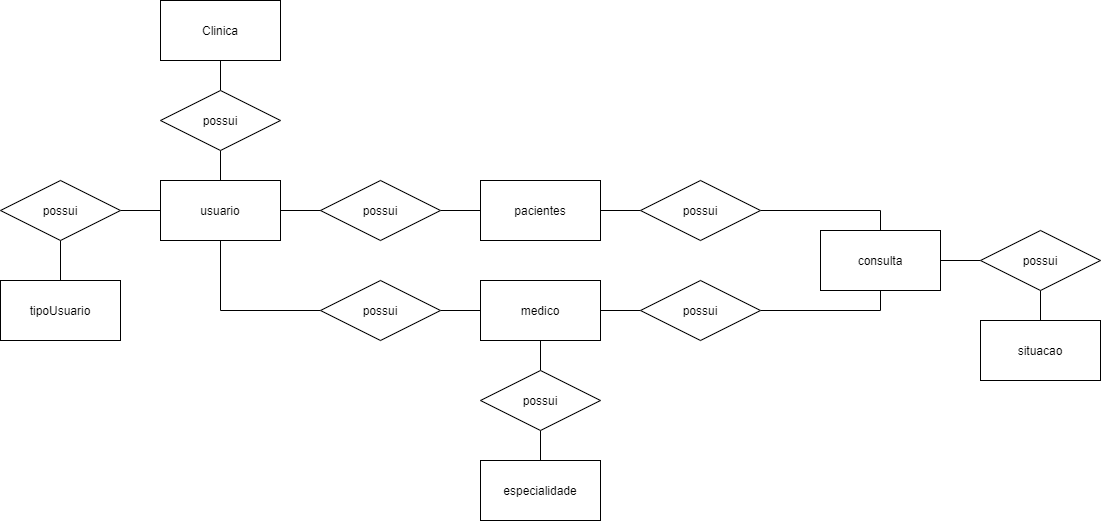 Clinica
possui
possui
usuario
possui
pacientes
possui
consulta
possui
tipoUsuario
possui
medico
possui
situacao
possui
especialidade